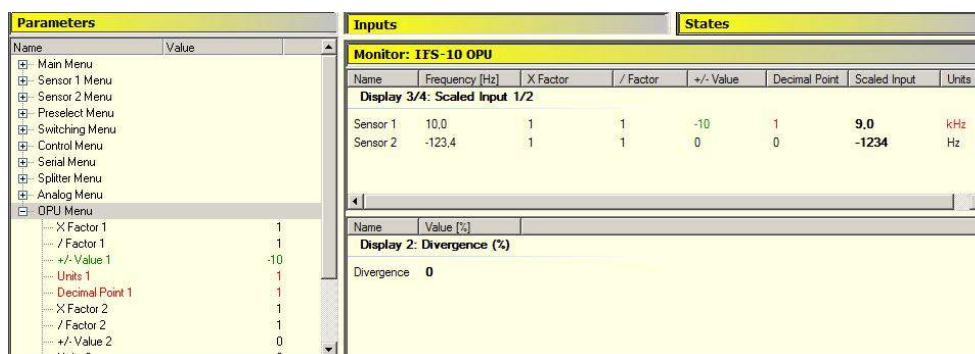 Parameters
Name Value
Main Menu
Sensor 1 Menu
Sensor 2 Menu
Preselect Menu
Switching Menu
Control Menu
Serial Menu
Splitter Menu
Analog Menu
OPU Menu
X Factor 1 1
/ Factor 1 1
+/- Value 1 -10
Units 1 1
Decimal Point 1 1
X Factor 2 1
/ Factor 2 1
+/- Value 2 0
Inputs
States
Monitor: IFS-10 OPU
Name Frequency [Hz] X Factor / Factor +/- Value Decimal Point Scaled Input Units
Display 3/4: Scaled Input 1/2
Sensor 1 10,0 1 1 -10 1 9,0 kHz
Sensor 2 -123,4 1 1 0 0 -1234 Hz
Name Value [%]
Display 2: Divergence (%)
Divergence 0